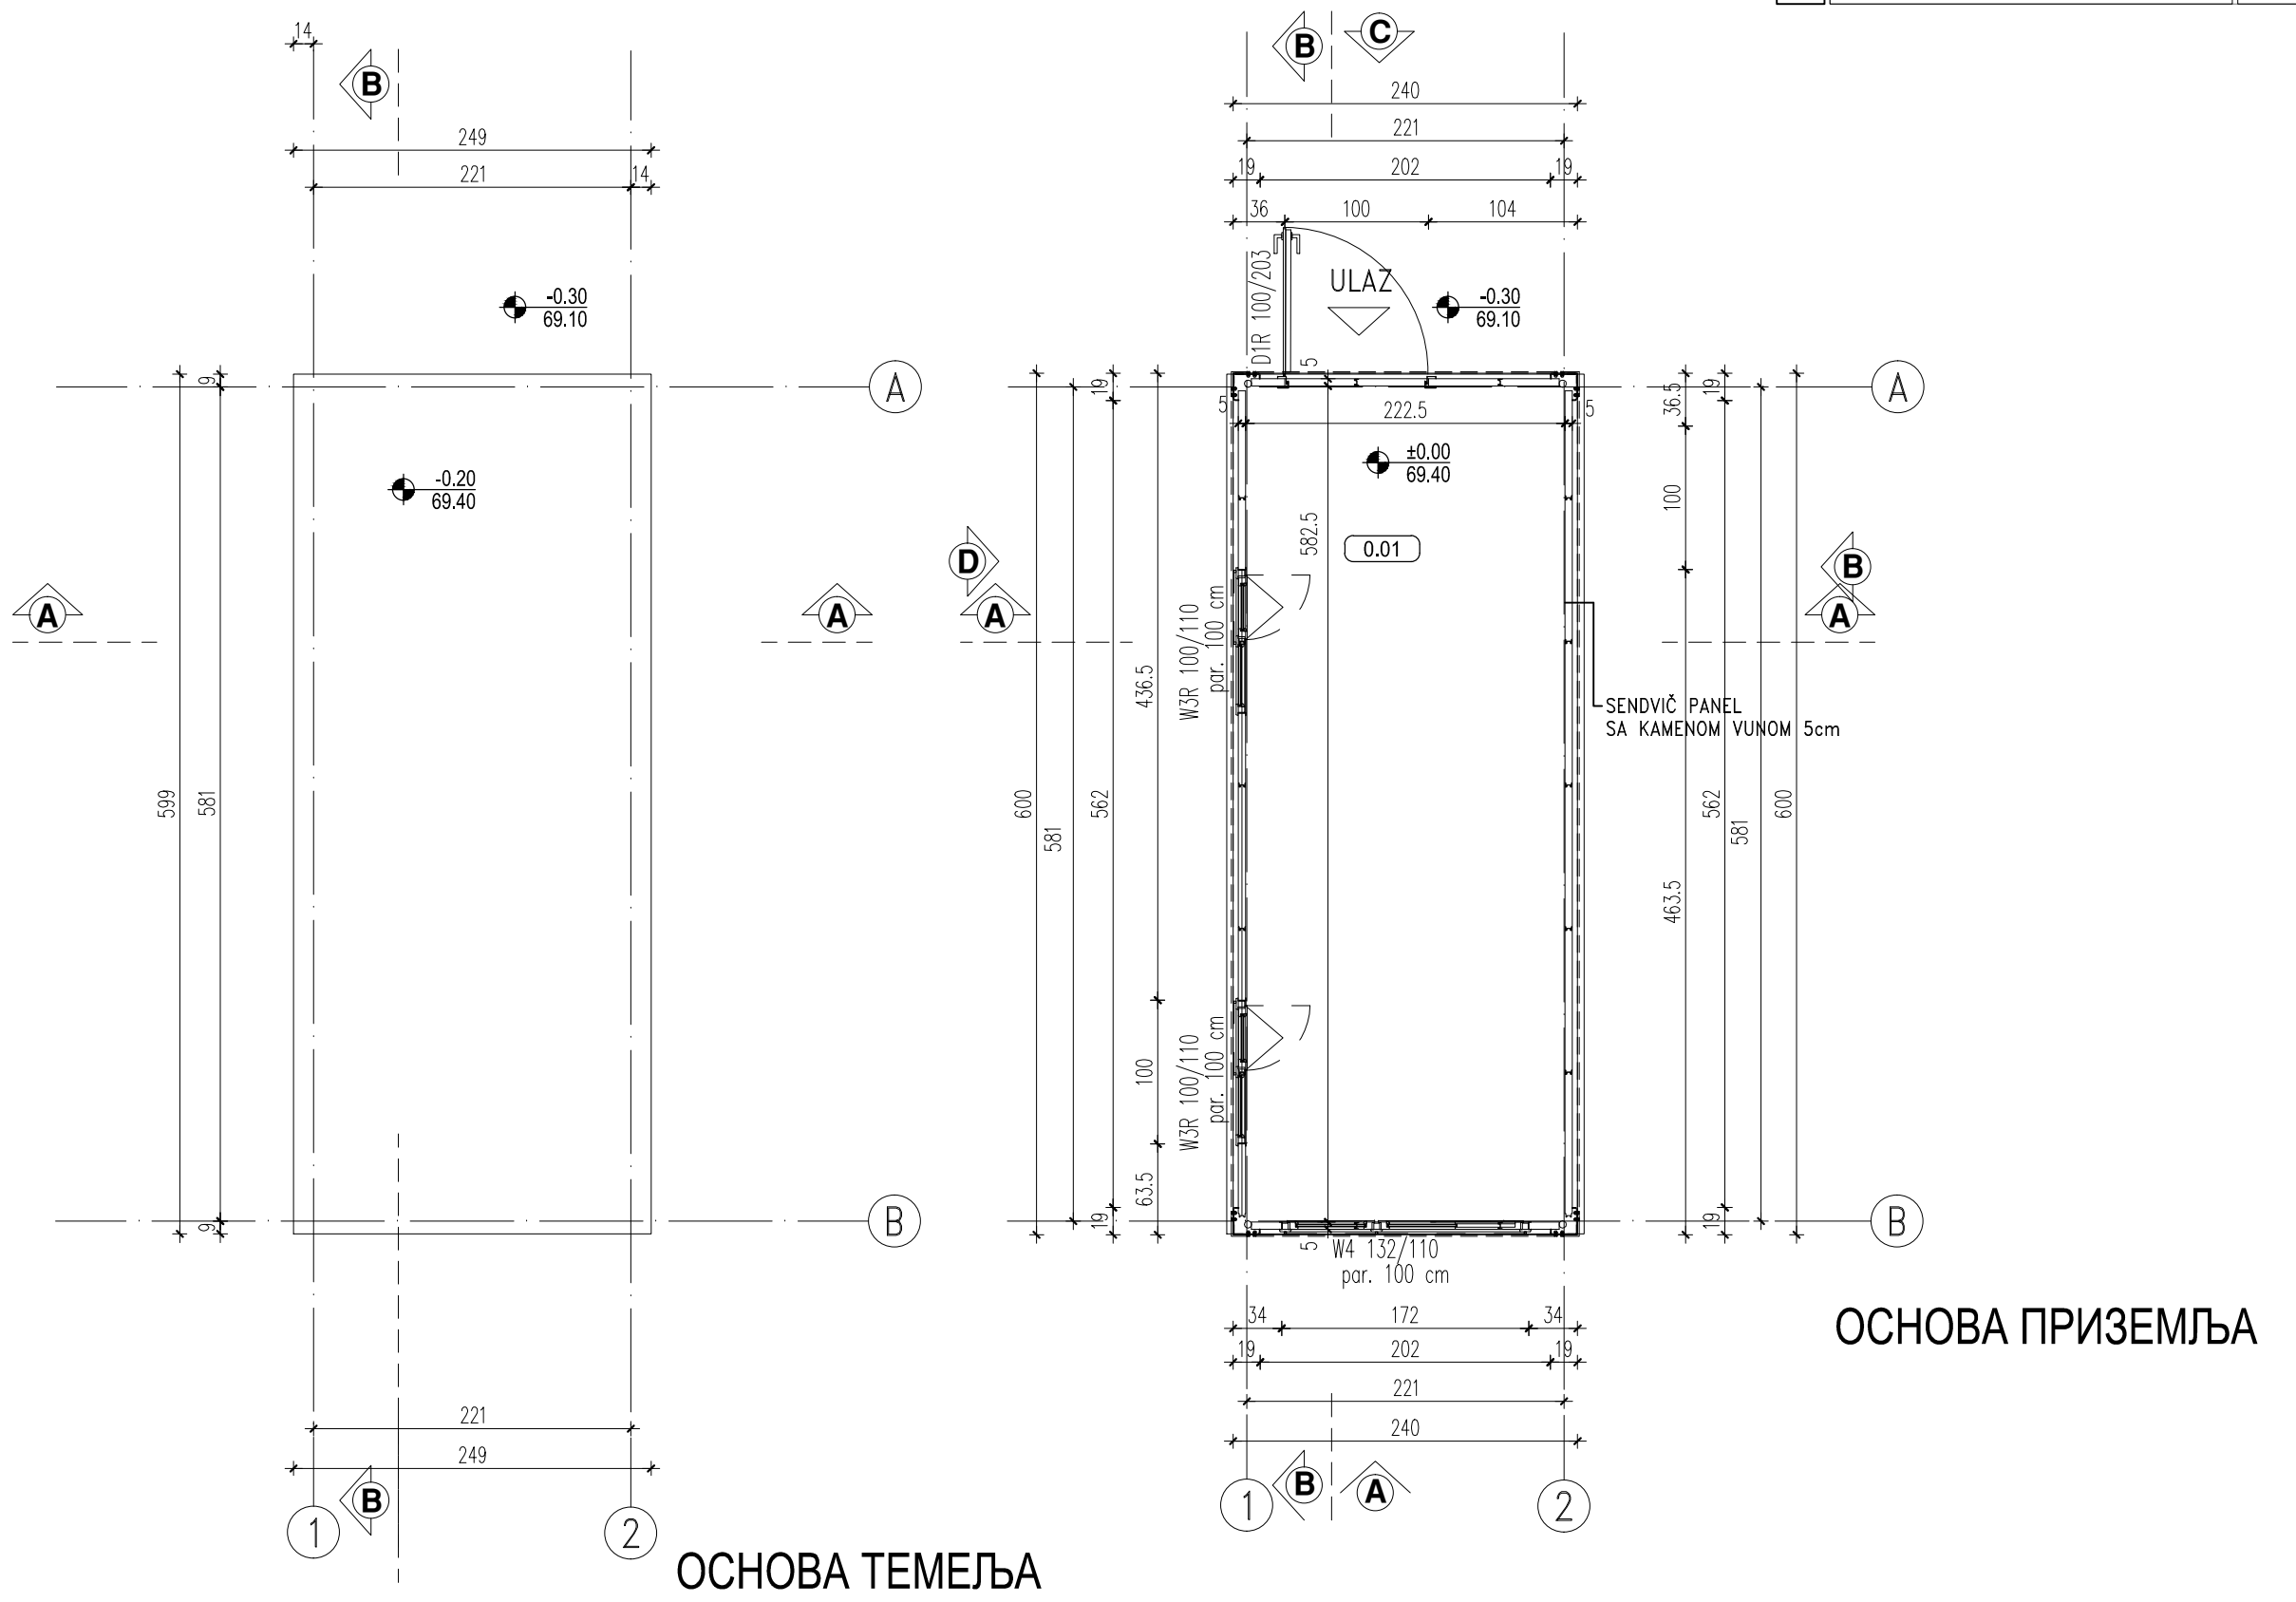 14
B
249
221
14
-0.30
69.10
9
A
-0.20
69.40
A
A
599
581
9
B
221
249
B
1
2
ОСНОВА ТЕМЕЉА
B
C
240
221
19
202
19
36
100
104
D1R 100/203
ULAZ
-0.30
69.10
5
19
5
222.5
5
36.5
19
A
±0.00
69.40
100
582.5
0.01
D
A
B
A
W3R 100/110
par. 100 cm
436.5
SENDVIČ PANEL
SA KAMENOM VUNOM 5cm
600
581
562
463.5
562
581
600
W3R 100/110
par. 100 cm
100
63.5
19
19
B
5
W4 132/110
par. 100 cm
34
172
34
19
202
19
221
240
B
A
1
2
ОСНОВА ПРИЗЕМЉА